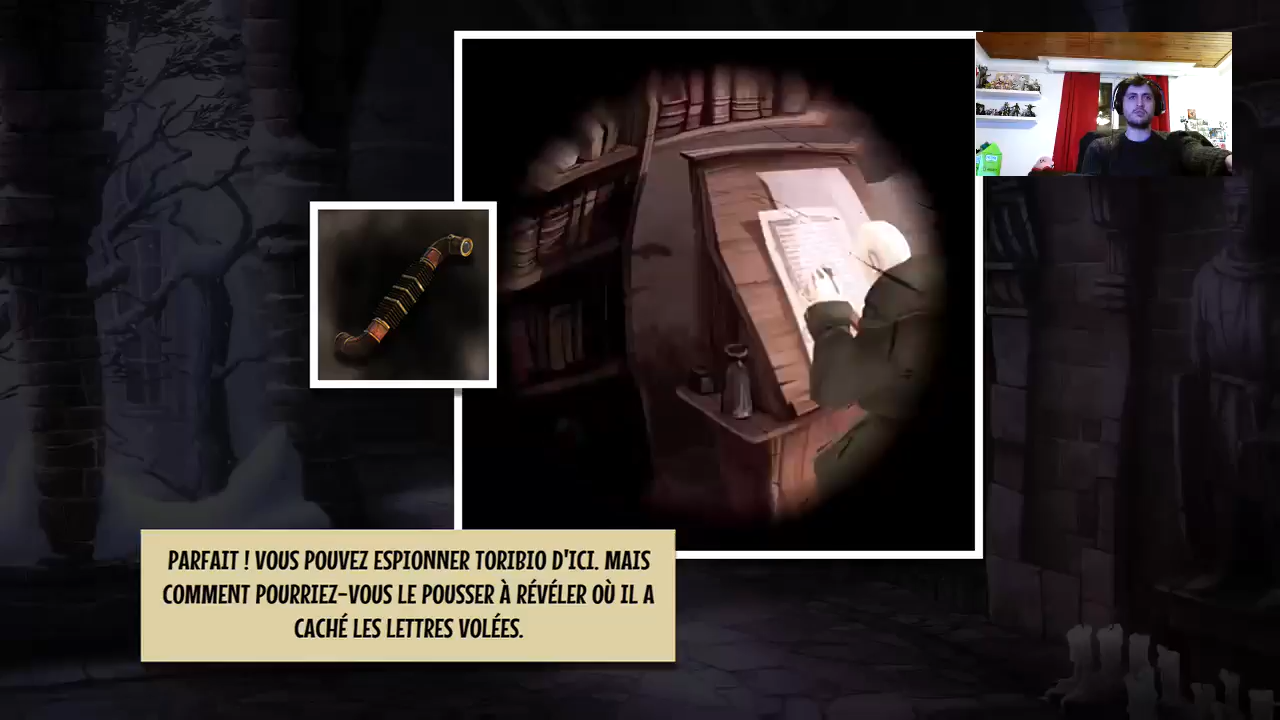 PARFAIT ! VOUS POUVEZ ESPIONNER TORIBIO D'ICI. MAIS
COMMENT POURRIEZ-VOUS LE POUSSER À RÉVÉLER OÙ IL A
CACHÉ LES LETTRES VOLÉES.